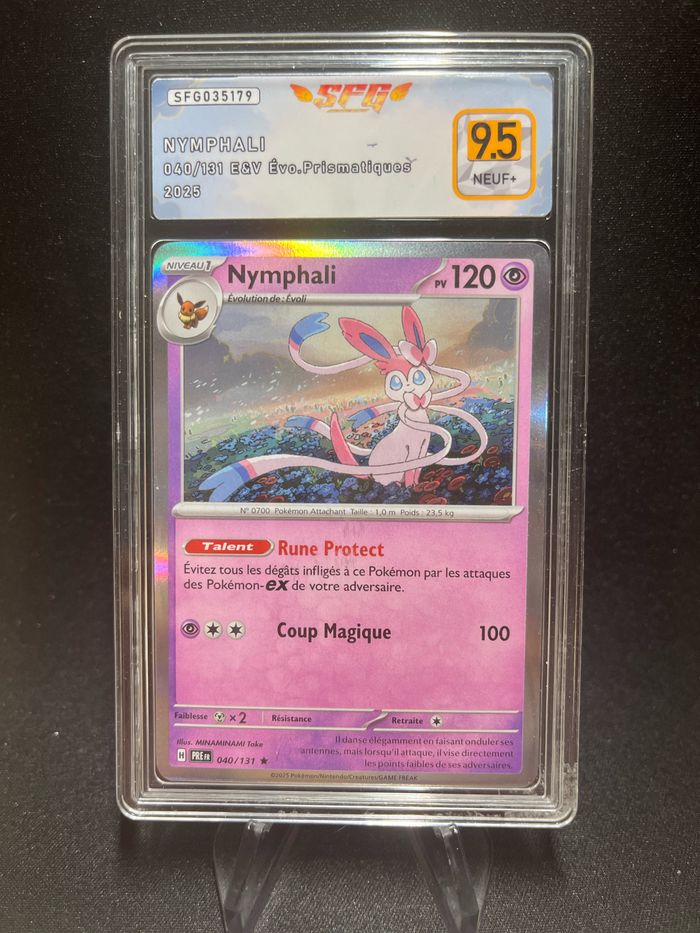 SFG035179
SFG
NYMPHALI
040/131 E&V Évo.Prismatiques
2025
9.5
NEUF+
NIVEAU 1
Nymphali
PV 120
Évolution de : Évoli
N° 0700 Pokémon Attachant Taille : 1,0 m Poids : 23,5 kg
Talent Rune Protect
Évitez tous les dégâts infligés à ce Pokémon par les attaques
des Pokémon-ex de votre adversaire.
Coup Magique 100
Faiblesse ×2 Résistance Retraite
Illus. MINAMINAMI Take
H PRE FR 040/131 ★
Il danse élégamment en faisant onduler ses
antennes, mais lorsqu'il attaque, il vise directement
les points faibles de ses adversaires.
©2025 Pokémon/Nintendo/Creatures/GAME FREAK